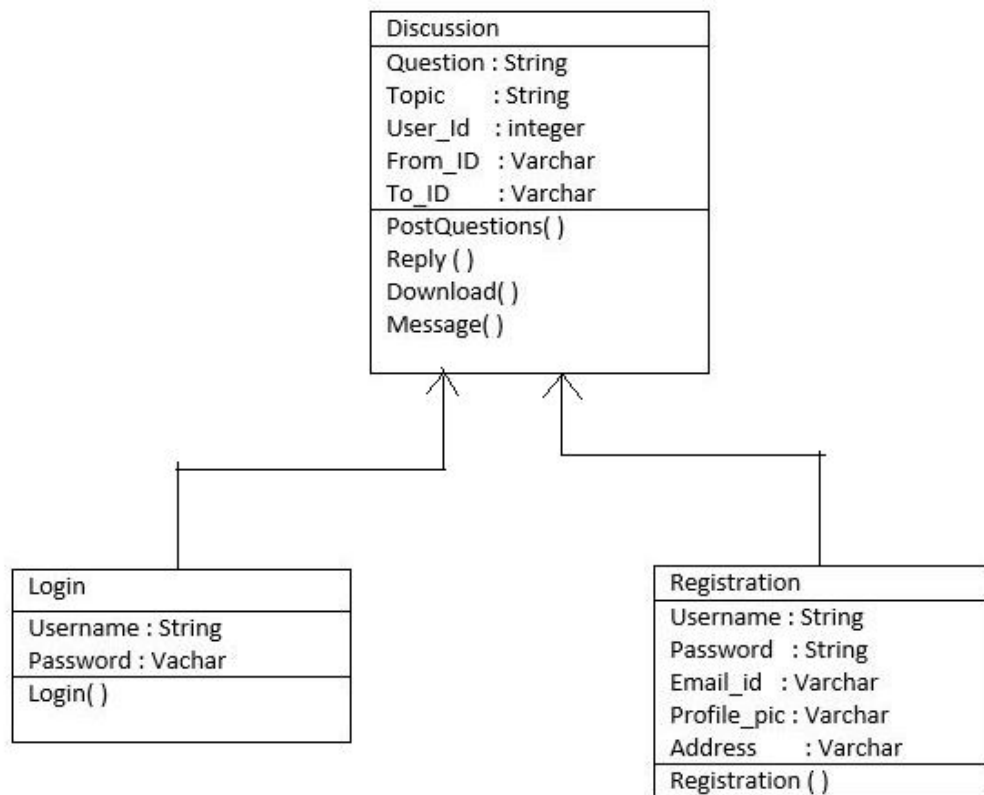 Discussion
Question : String
Topic : String
User_Id : integer
From_ID : Varchar
To_ID : Varchar
PostQuestions( )
Reply ( )
Download( )
Message( )
Login
Username : String
Password : Vachar
Login( )
Registration
Username : String
Password : String
Email_id : Varchar
Profile_pic : Varchar
Address : Varchar
Registration ( )